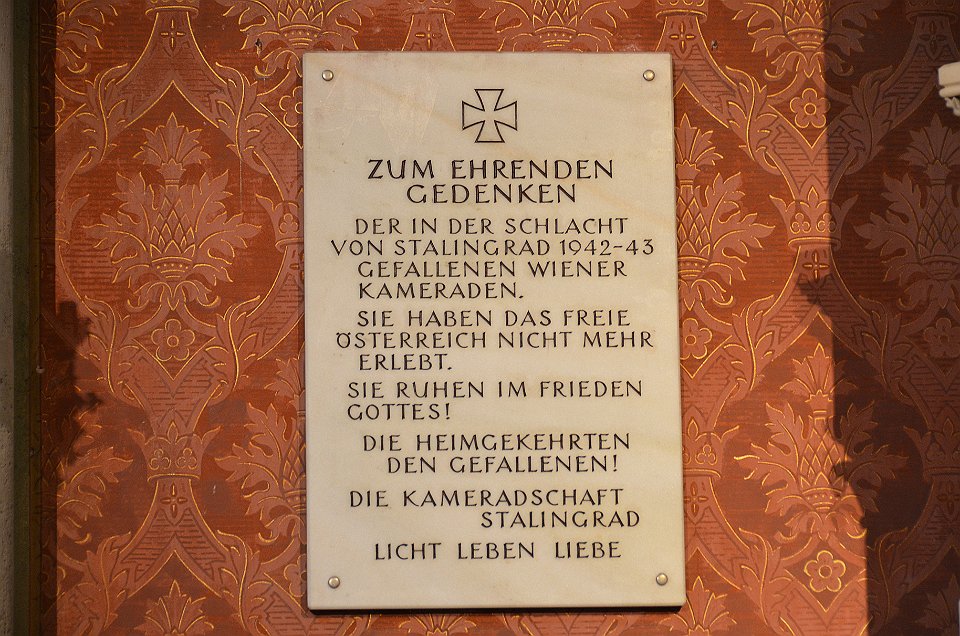 ZUM EHRENDEN
GEDENKEN
DER IN DER SCHLACHT
VON STALINGRAD 1942-43
GEFALLENEN WIENER
KAMERADEN.
SIE HABEN DAS FREIE
ÖSTERREICH NICHT MEHR
ERLEBT.
SIE RUHEN IM FRIEDEN
GOTTES!
DIE HEIMGEKEHRTEN
DEN GEFALLENEN!
DIE KAMERADSCHAFT
STALINGRAD
LICHT LEBEN LIEBE